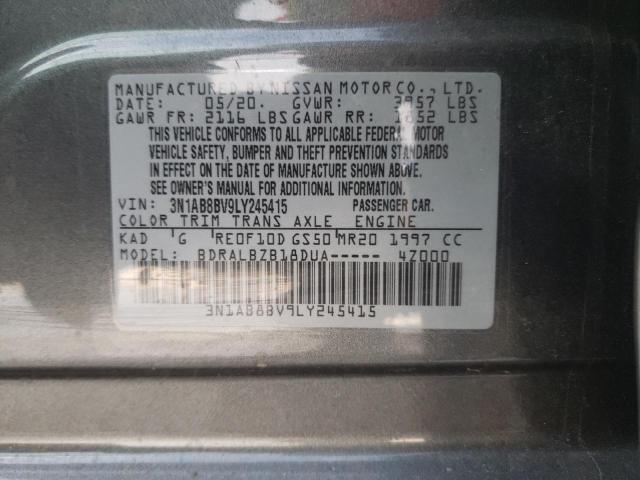 MANUFACTURED BY NISSAN MOTOR CO., LTD.
DATE: 05/20. GVWR: 3957 LBS
GAWR FR: 2116 LBS GAWR RR: 1852 LBS
THIS VEHICLE CONFORMS TO ALL APPLICABLE FEDERAL MOTOR
VEHICLE SAFETY, BUMPER AND THEFT PREVENTION STANDARDS
IN EFFECT ON THE DATE OF MANUFACTURE SHOWN ABOVE.
SEE OWNER'S MANUAL FOR ADDITIONAL INFORMATION.
VIN: 3N1AB8BV9LY245415 PASSENGER CAR.
COLOR TRIM TRANS AXLE ENGINE
KAD G RE0F10D GS50 MR20 1997 CC
MODEL: BDRALBZB18DUA----- 4Z000
3N1AB8BV9LY245415